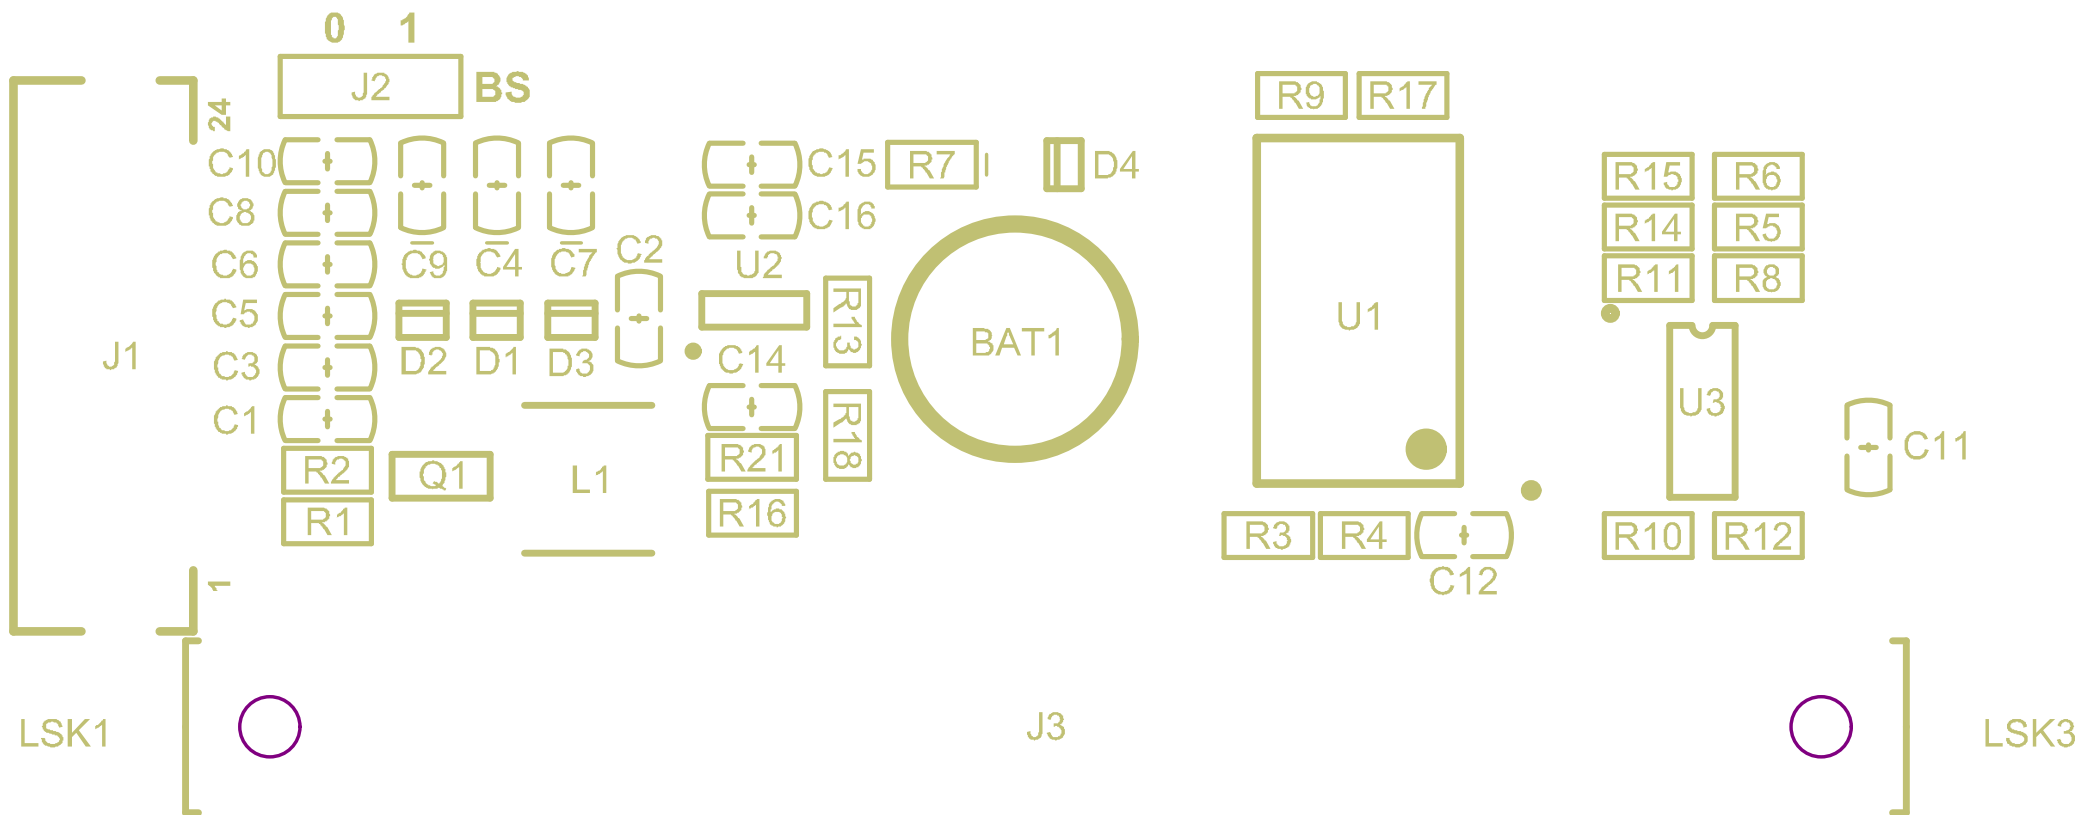 0 1
J2 BS
24
R9 R17
C10 C15 R7 D4
R15 R6
C8 C16
R14 R5
C6 C9 C4 C7 C2 U2
R11 R8
C5 R13 U1
J1 C3 D2 D1 D3 C14 BAT1
C1 U3
R18 C11
R2 Q1 L1 R21
R1 R16
R3 R4 R10 R12
1 C12
LSK1 J3 LSK3